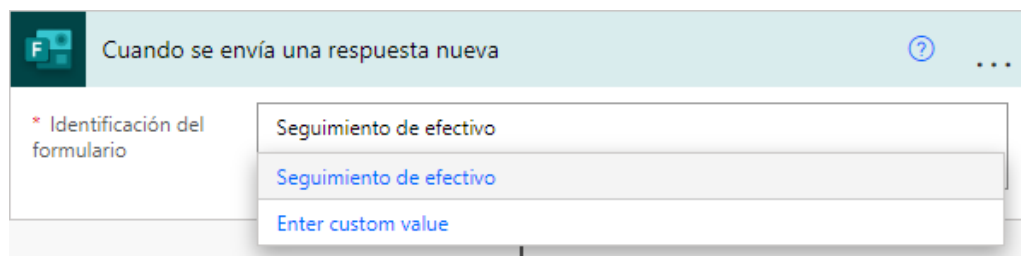 Cuando se envía una respuesta nueva
* Identificación del
formulario
Seguimiento de efectivo
Seguimiento de efectivo
Enter custom value